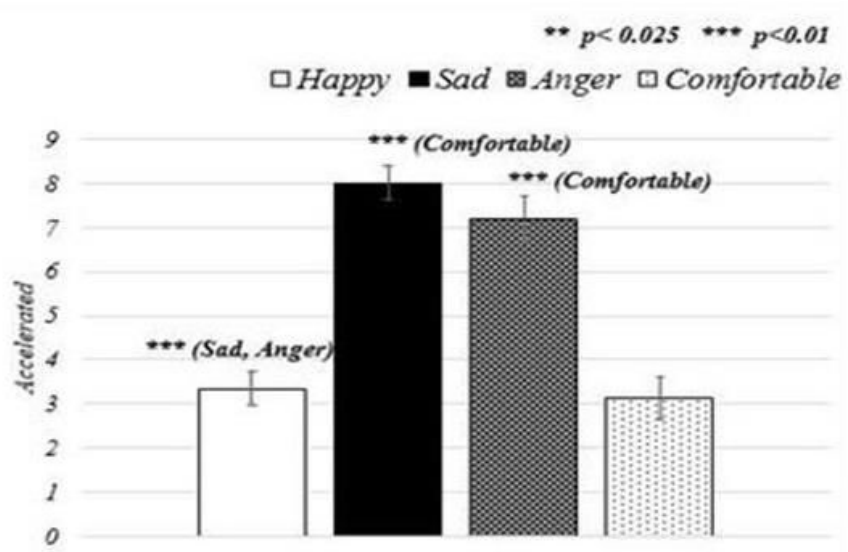 ** p< 0.025 *** p<0.01
Happy Sad Anger Comfortable
9
*** (Comfortable)
8
*** (Comfortable)
7
6
5
*** (Sad, Anger)
4
3
2
1
0
Accelerated